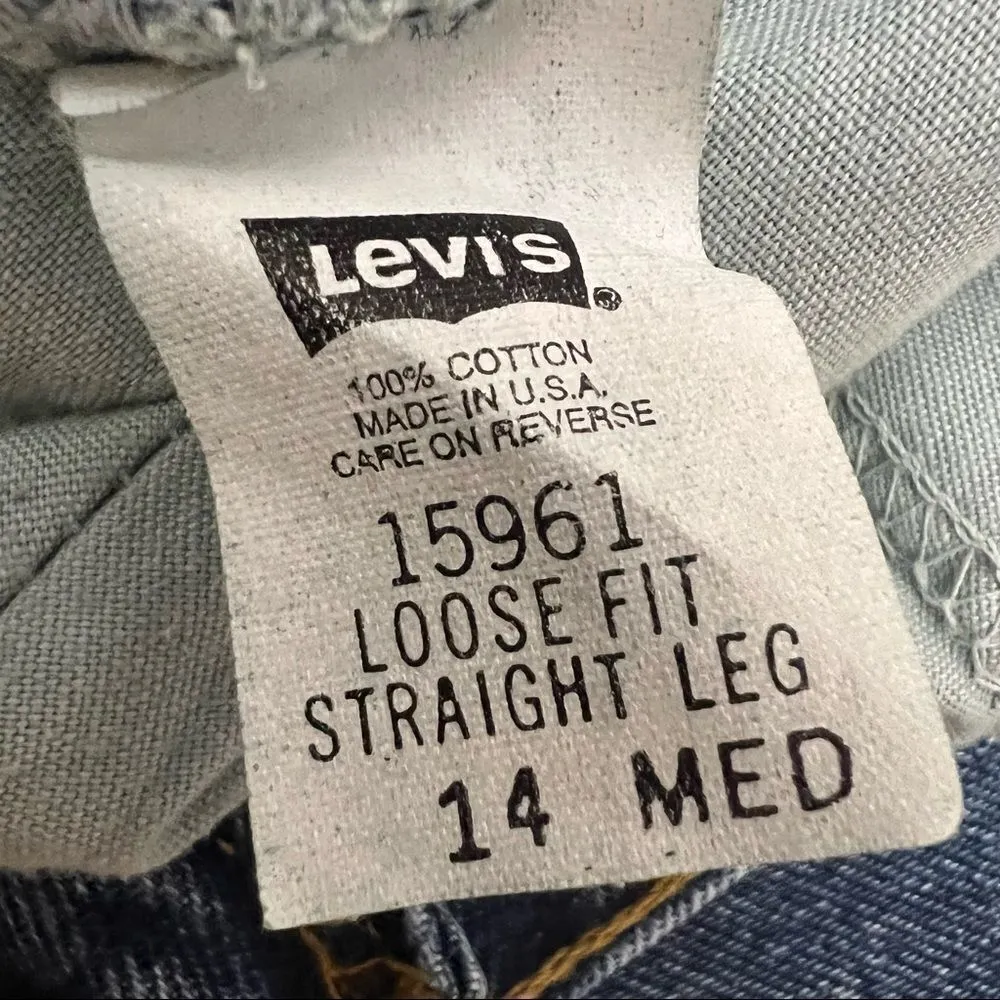 Levi's ®
100% COTTON
MADE IN U.S.A.
CARE ON REVERSE
15961
LOOSE FIT
STRAIGHT LEG
14 MED